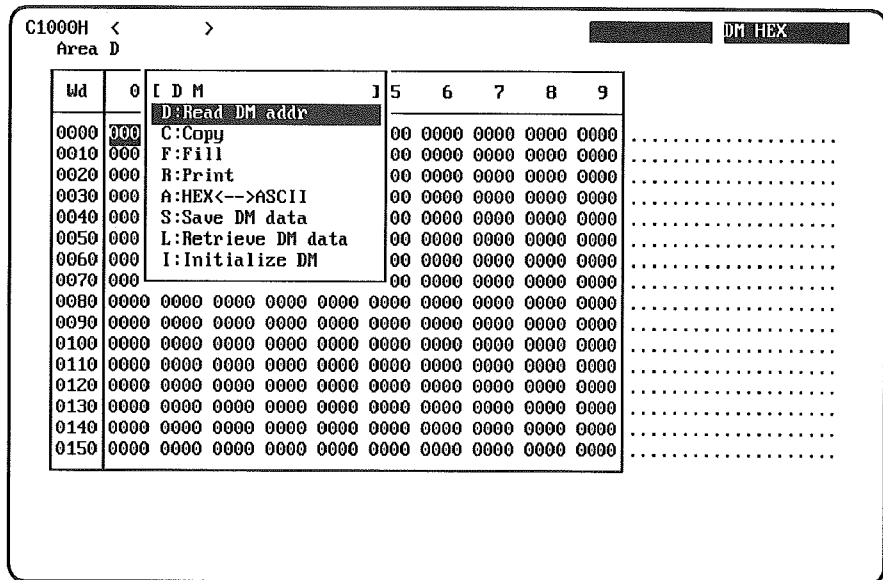 C1000H < > DM HEX
Area D
Wd 0 [ D M ] 5 6 7 8 9
D:Read DM addr
0000 000 C:Copy 00 0000 0000 0000 0000 ....................
0010 000 F:Fill 00 0000 0000 0000 0000 ....................
0020 000 R:Print 00 0000 0000 0000 0000 ....................
0030 000 A:HEX<-->ASCII 00 0000 0000 0000 0000 ....................
0040 000 S:Save DM data 00 0000 0000 0000 0000 ....................
0050 000 L:Retrieve DM data 00 0000 0000 0000 0000 ....................
0060 000 I:Initialize DM 00 0000 0000 0000 0000 ....................
0070 000 00 0000 0000 0000 0000 ....................
0080 0000 0000 0000 0000 0000 0000 0000 0000 0000 0000 ....................
0090 0000 0000 0000 0000 0000 0000 0000 0000 0000 0000 ....................
0100 0000 0000 0000 0000 0000 0000 0000 0000 0000 0000 ....................
0110 0000 0000 0000 0000 0000 0000 0000 0000 0000 0000 ....................
0120 0000 0000 0000 0000 0000 0000 0000 0000 0000 0000 ....................
0130 0000 0000 0000 0000 0000 0000 0000 0000 0000 0000 ....................
0140 0000 0000 0000 0000 0000 0000 0000 0000 0000 0000 ....................
0150 0000 0000 0000 0000 0000 0000 0000 0000 0000 0000 ....................